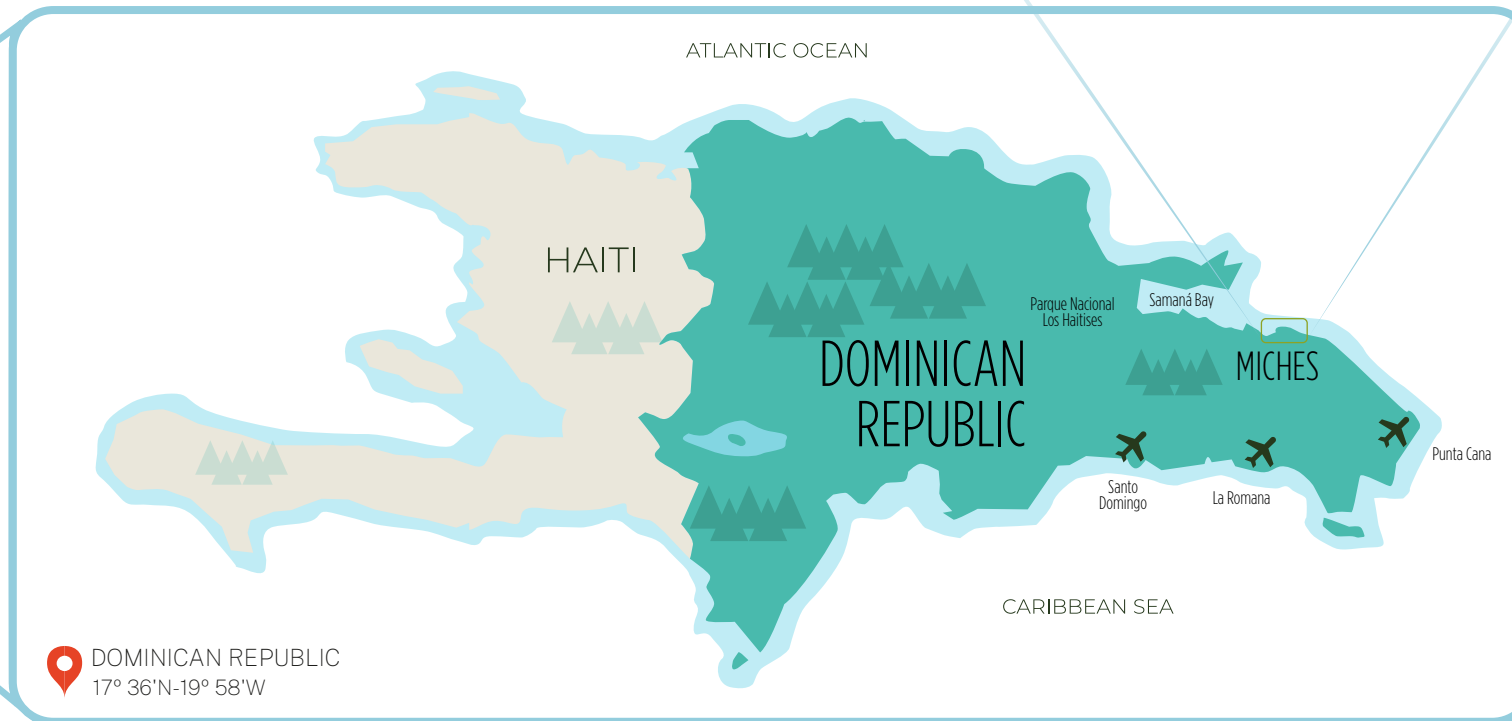 ATLANTIC OCEAN
HAITI
Parque Nacional
Los Haitises
Samaná Bay
DOMINICAN
REPUBLIC
MICHES
Punta Cana
Santo
Domingo
La Romana
CARIBBEAN SEA
DOMINICAN REPUBLIC
17º 36'N-19º 58'W